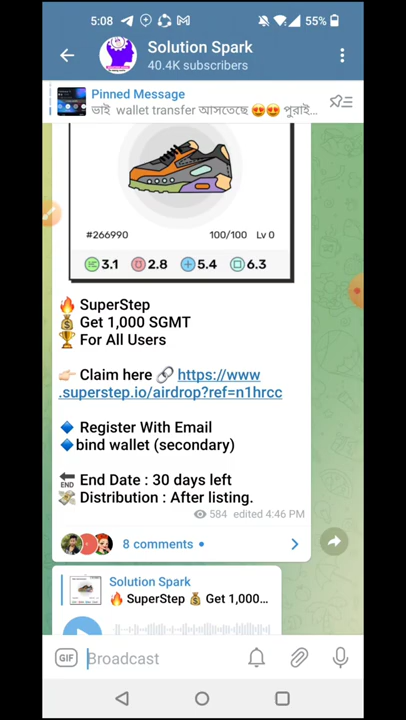 5:08
55%
Solution Spark
40.4K subscribers
Pinned Message
ভাই wallet transfer আসতেছে 😍😍 পুরাই...
#266990 100/100 Lv 0
3.1 2.8 5.4 6.3
🔥 SuperStep
💰 Get 1,000 SGMT
🏆 For All Users
👉🏻 Claim here 🔗 https://www
.superstep.io/airdrop?ref=n1hrcc
🔷 Register With Email
🔷bind wallet (secondary)
🔚 End Date : 30 days left
💸 Distribution : After listing.
584 edited 4:46 PM
8 comments
Solution Spark
🔥 SuperStep 💰 Get 1,000...
GIF Broadcast